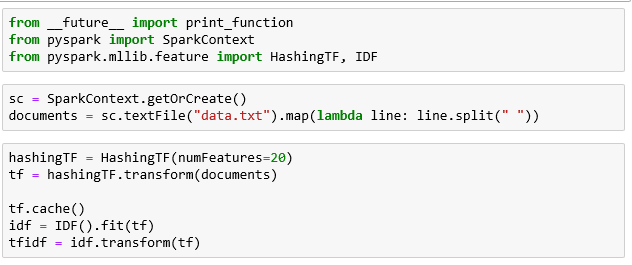 from __future__ import print_function
from pyspark import SparkContext
from pyspark.mllib.feature import HashingTF, IDF
sc = SparkContext.getOrCreate()
documents = sc.textFile("data.txt").map(lambda line: line.split(" "))
hashingTF = HashingTF(numFeatures=20)
tf = hashingTF.transform(documents)
tf.cache()
idf = IDF().fit(tf)
tfidf = idf.transform(tf)